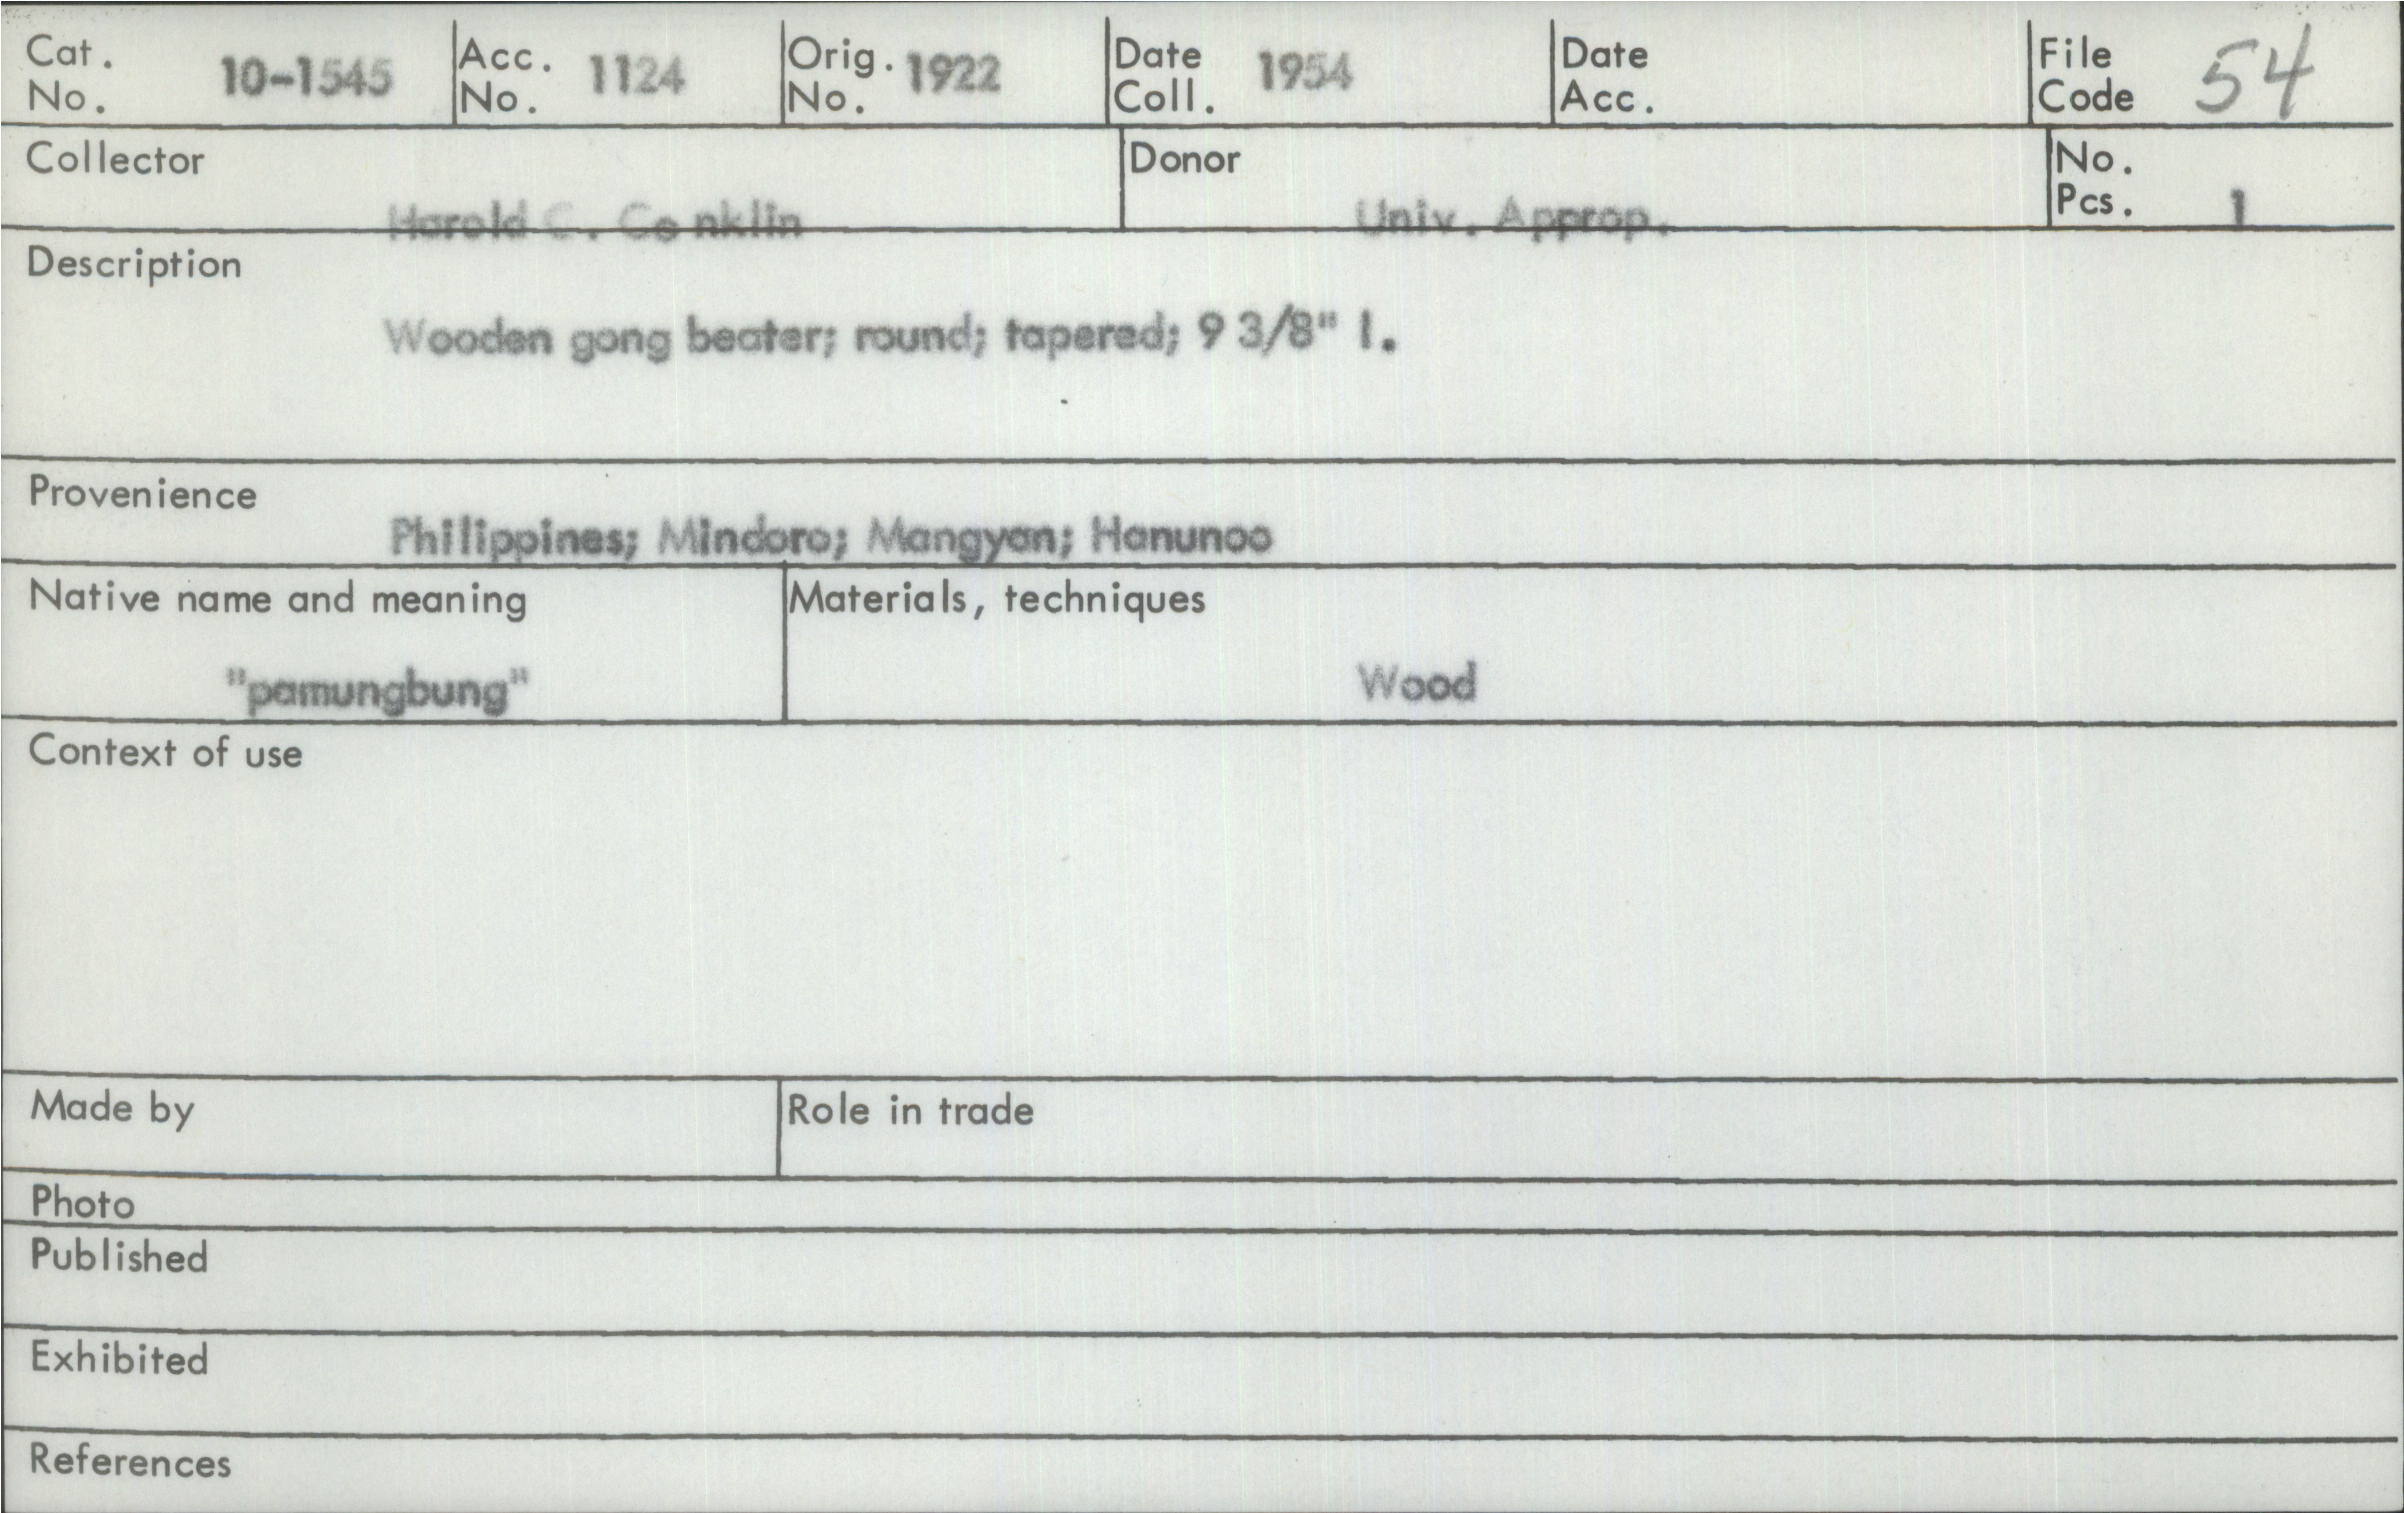 Cat. No. 10-1545 Acc. No. 1124 Orig. No. 1922 Date Coll. 1954 Date Acc. File Code 54
Collector Harold C. Co nklin Donor Univ. Approp. No. Pcs. 1
Description
Wooden gong beater; round; tapered; 9 3/8" l.
Provenience
Philippines; Mindoro; Mangyan; Hanunoo
Native name and meaning Materials, techniques
"pamungbung" Wood
Context of use
Made by Role in trade
Photo
Published
Exhibited
References